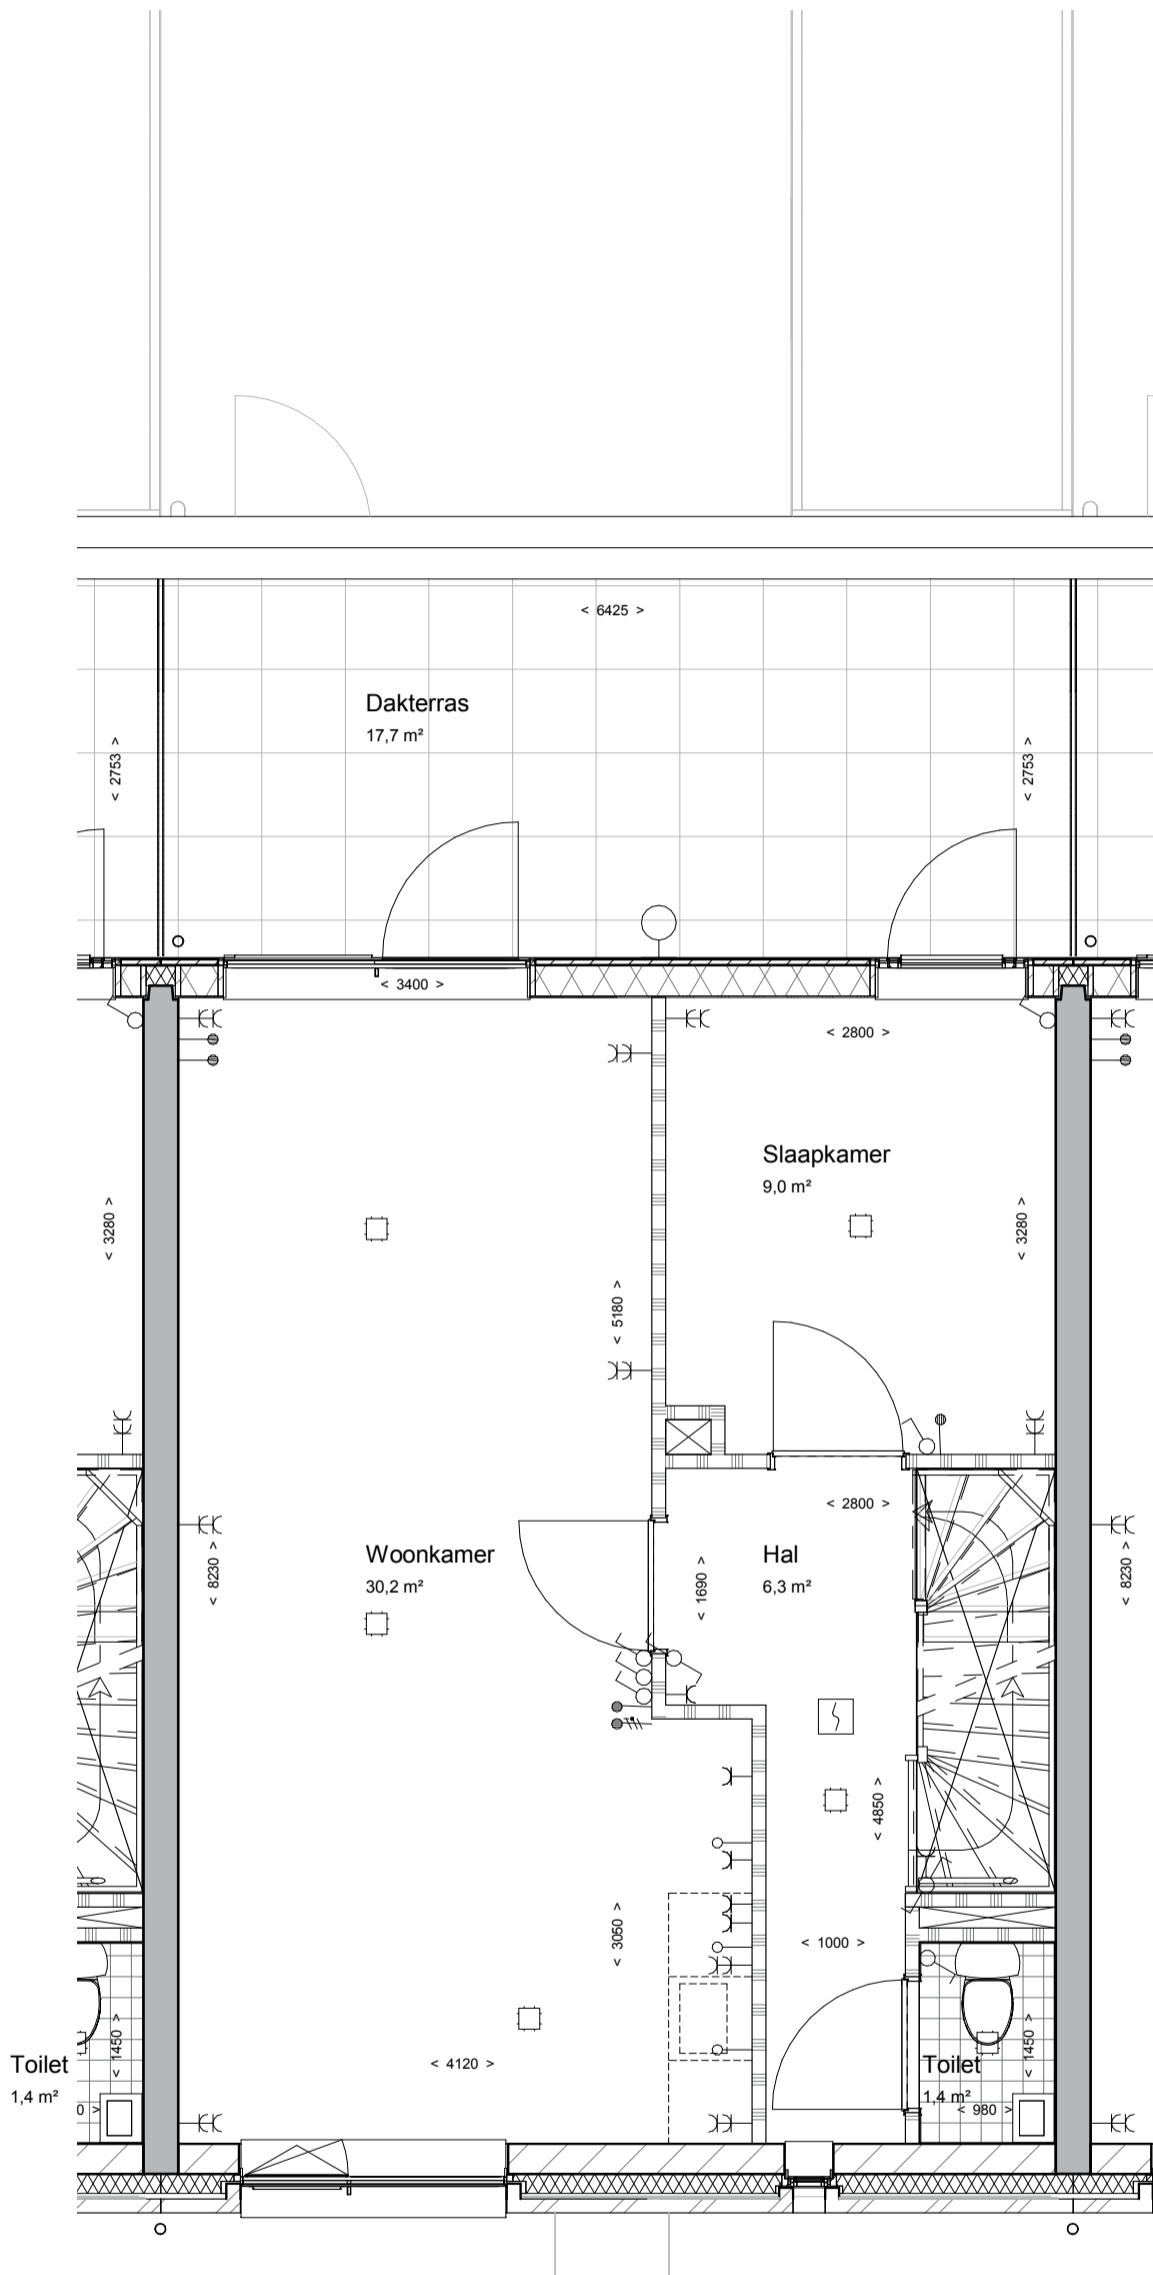 < 6425 >
Dakterras
17,7 m²
< 2753 >
< 2753 >
< 3400 >
< 2800 >
Slaapkamer
9,0 m²
< 3280 >
< 3280 >
< 5180 >
< 2800 >
Woonkamer
30,2 m²
Hal
6,3 m²
< 8230 >
< 1690 >
< 8230 >
< 4850 >
< 3050 >
< 1000 >
< 1450 >
< 1450 >
< 4120 >
Toilet
1,4 m²
0 >
Toilet
1,4 m²
< 980 >